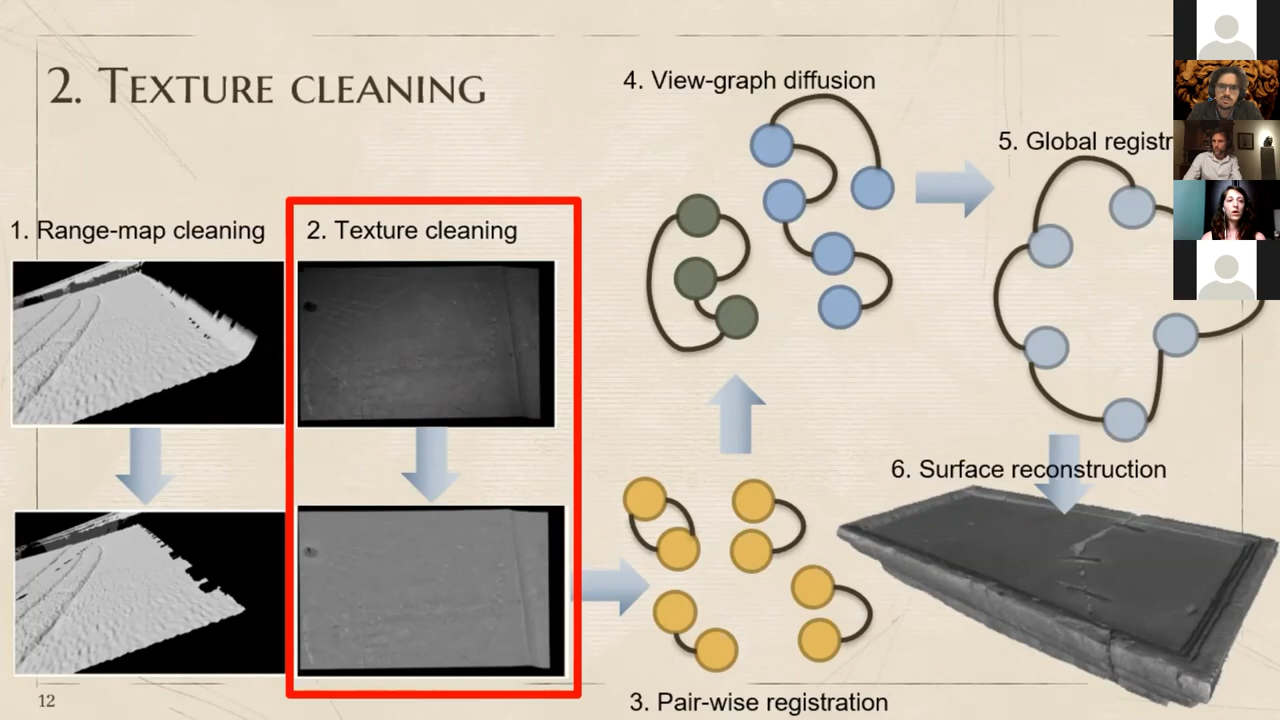 2. Texture cleaning
4. View-graph diffusion
5. Global registr
1. Range-map cleaning
2. Texture cleaning
6. Surface reconstruction
3. Pair-wise registration
12